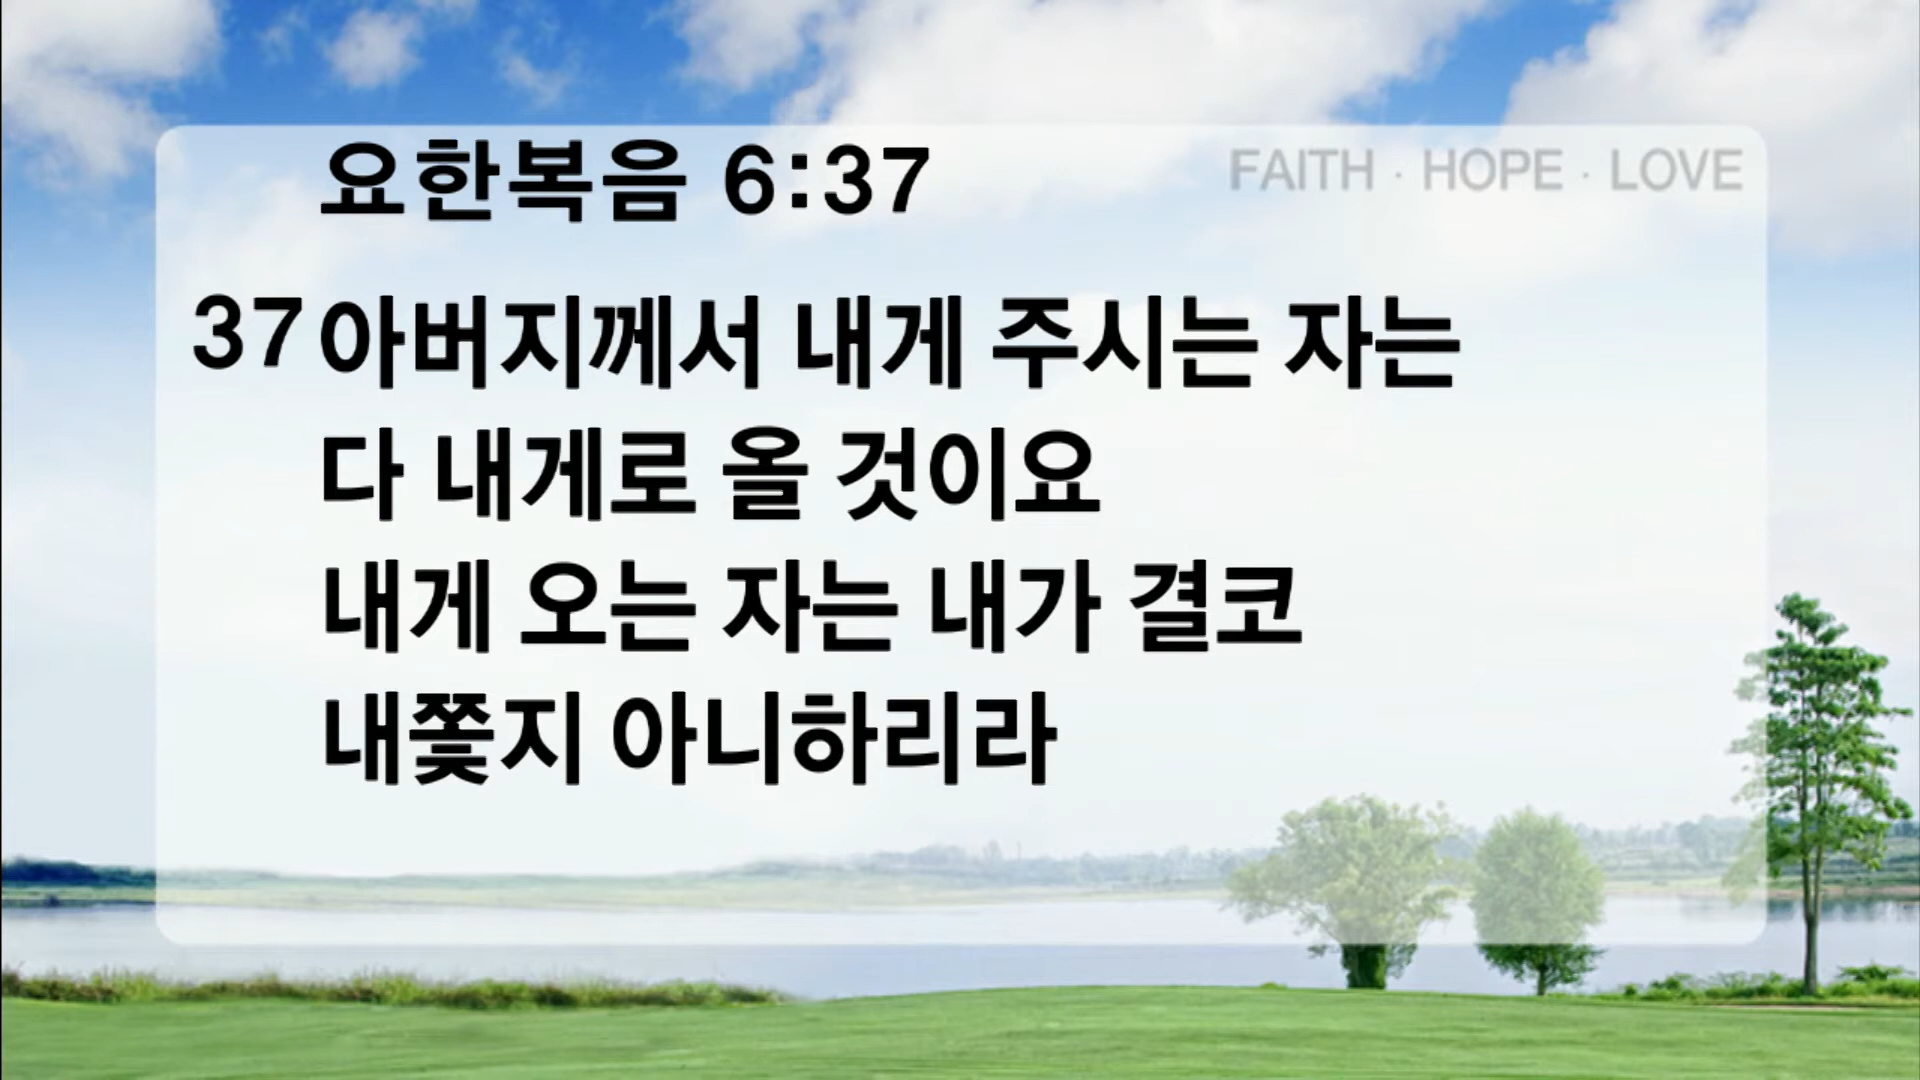 요한복음 6:37
FAITH · HOPE · LOVE
37 아버지께서 내게 주시는 자는
다 내게로 올 것이요
내게 오는 자는 내가 결코
내쫓지 아니하리라